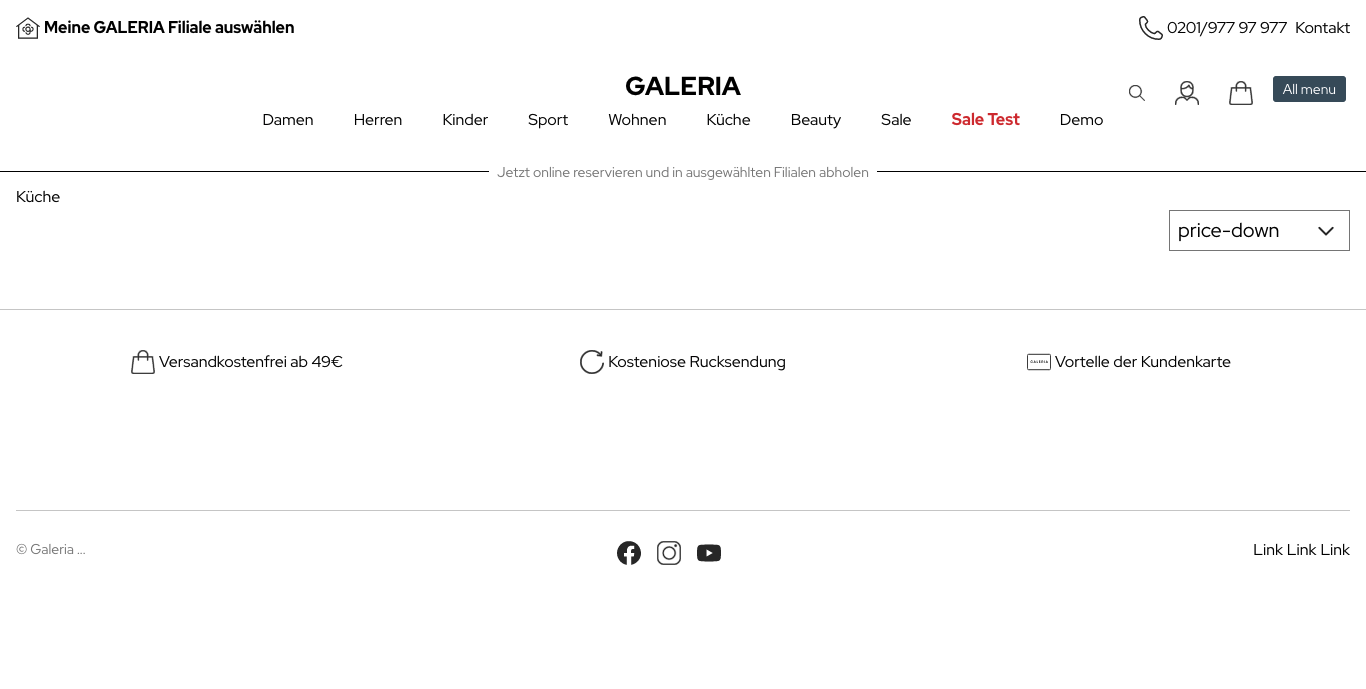 Meine GALERIA Filiale auswählen
0201/977 97 977 Kontakt
GALERIA
All menu
Damen Herren Kinder Sport Wohnen Küche Beauty Sale Sale Test Demo
Jetzt online reservieren und in ausgewählten Filialen abholen
Küche
price-down
Versandkostenfrei ab 49€
Kosteniose Rucksendung
GALERIA
Vortelle der Kundenkarte
© Galeria ...
Link Link Link